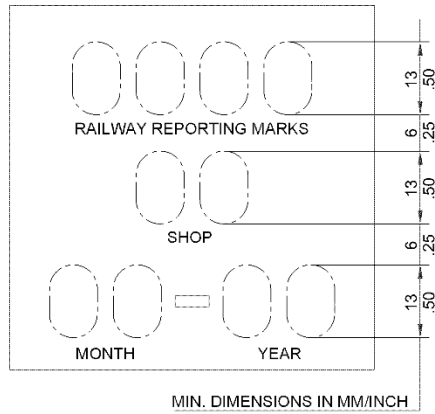 RAILWAY REPORTING MARKS
SHOP
MONTH YEAR
13
.50
6
.25
13
.50
6
.25
13
.50
MIN. DIMENSIONS IN MM/INCH